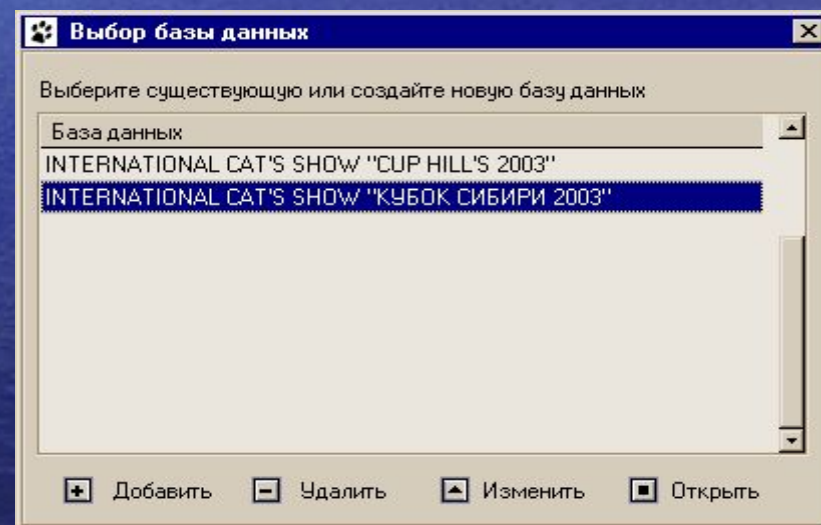 Выбор базы данных
Выберите существующую или создайте новую базу данных
База данных
INTERNATIONAL CAT'S SHOW "CUP HILL'S 2003"
INTERNATIONAL CAT'S SHOW "КУБОК СИБИРИ 2003"
Добавить Удалить Изменить Открыть